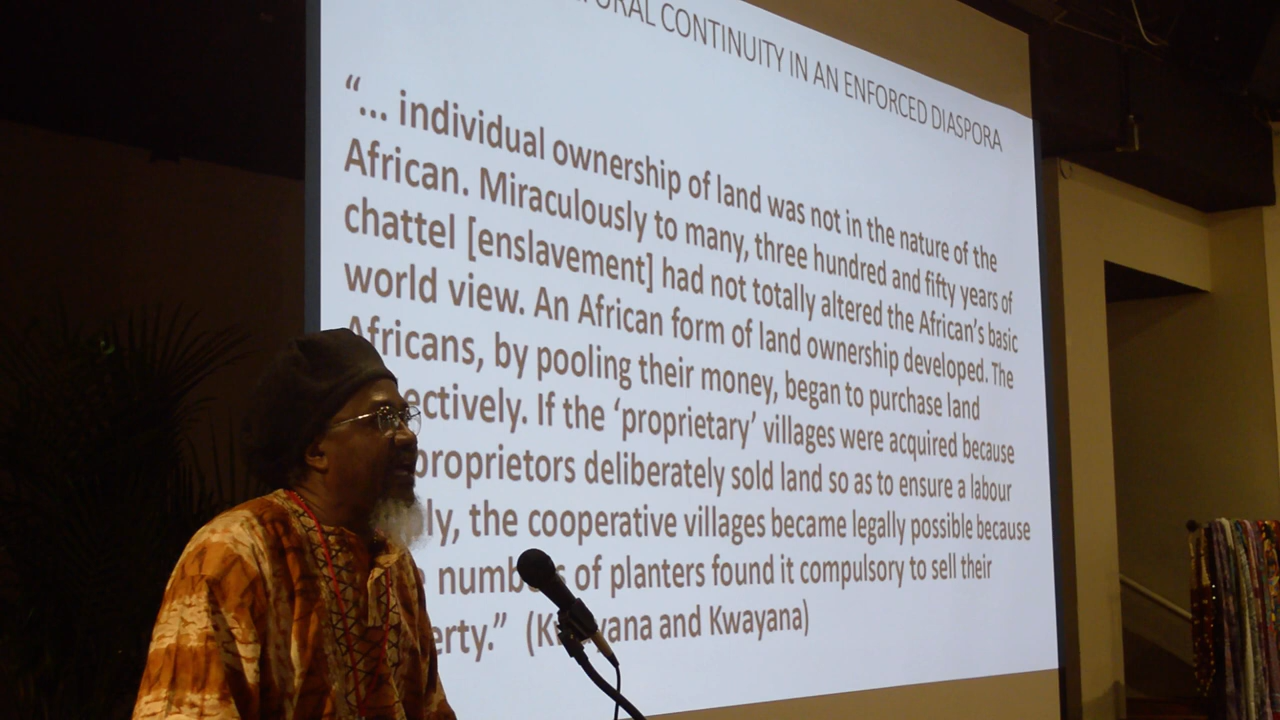 CONTINUITY IN AN ENFORCED DIASPORA
“... individual ownership of land was not in the nature of the
African. Miraculously to many, three hundred and fifty years of
chattel [enslavement] had not totally altered the African’s basic
world view. An African form of land ownership developed. The
Africans, by pooling their money, began to purchase land
ectively. If the ‘proprietary’ villages were acquired because
proprietors deliberately sold land so as to ensure a labour
ly, the cooperative villages became legally possible because
number of planters found it compulsory to sell their
erty.” (Kwayana and Kwayana)